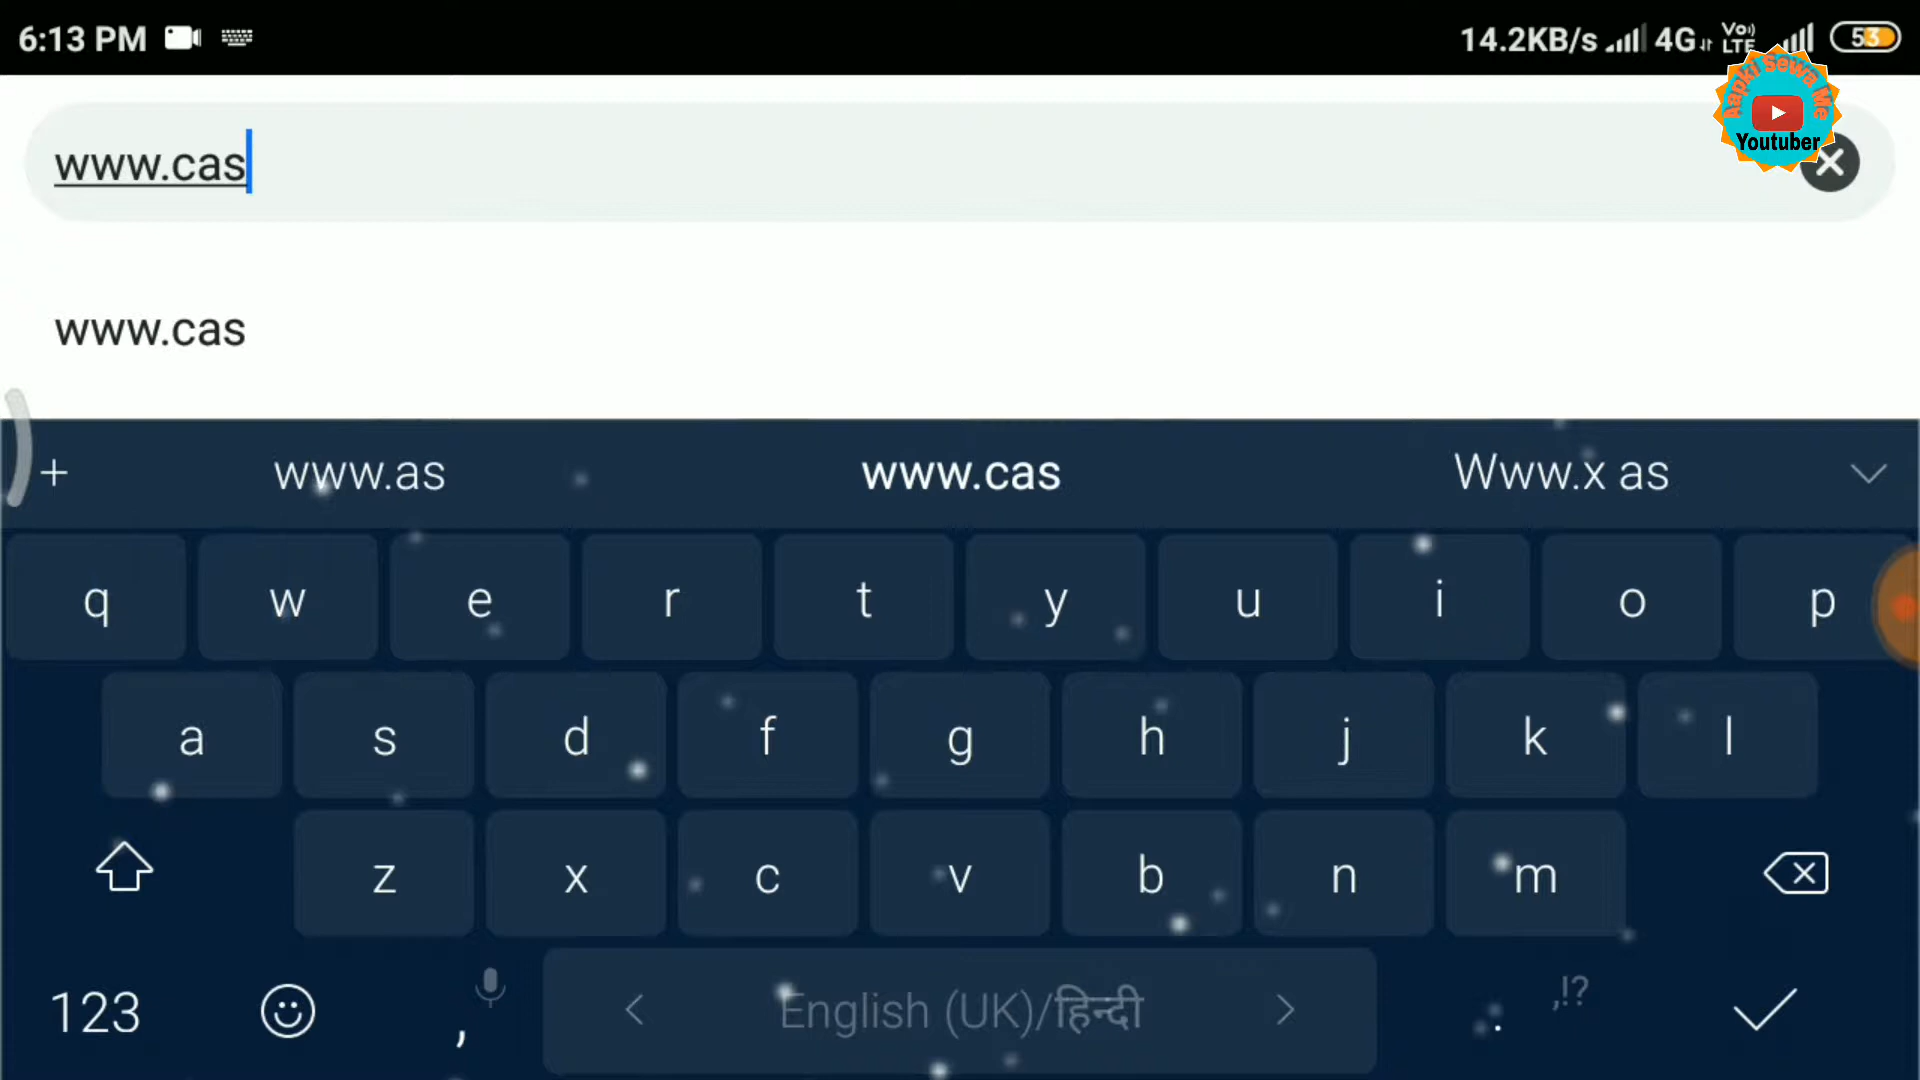 6:13 PM 14.2KB/s 4G Vo) LTE 53
Aapki Sewa Me
Youtuber
www.cas
www.cas
+ www.as www.cas Www.x as
q w e r t y u i o p
a s d f g h j k l
z x c v b n m
123 , < English (UK)/हिन्दी > . ,!?